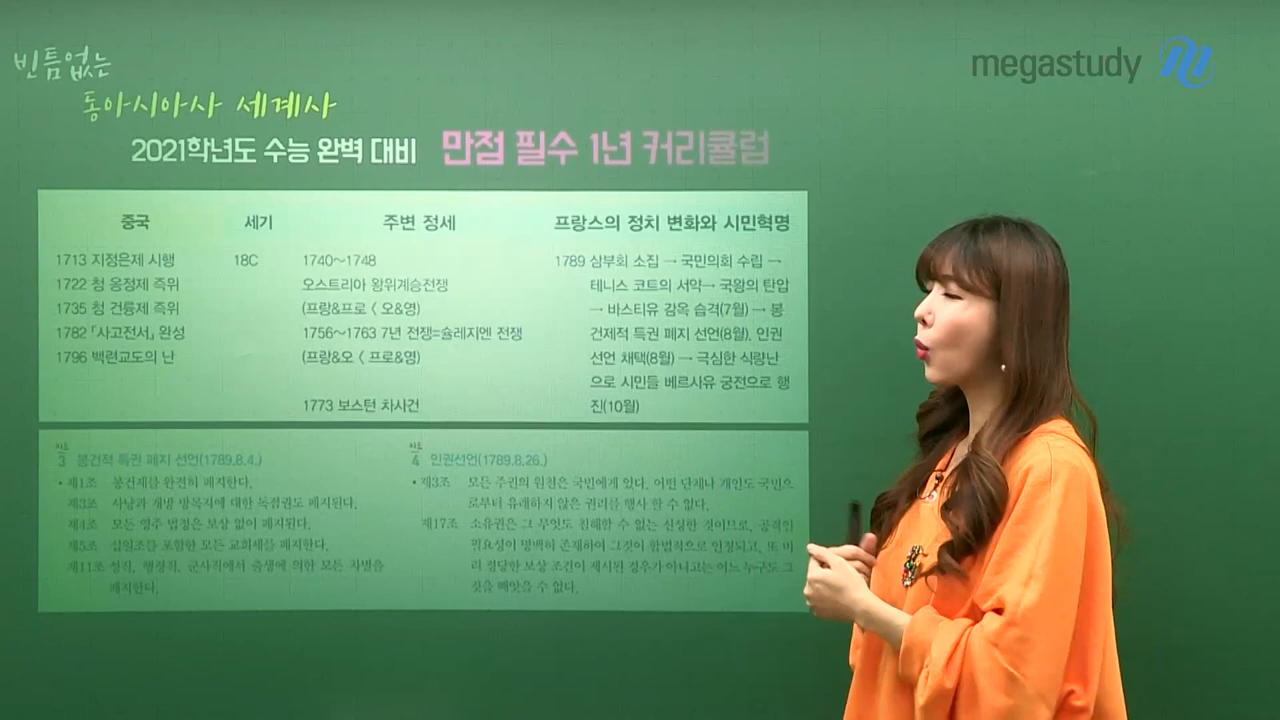 빈틈없는
동아시아사 세계사
megastudy
2021학년도 수능 완벽 대비 만점 필수 1년 커리큘럼
중국 세기 주변 정세 프랑스의 정치 변화와 시민혁명
1713 지정은제 시행 18C 1740~1748 1789 삼부회 소집 → 국민의회 수립 →
1722 청 옹정제 즉위 오스트리아 왕위계승전쟁 테니스 코트의 서약→ 국왕의 탄압
1735 청 건륭제 즉위 (프랑&프로 < 오&영) → 바스티유 감옥 습격(7월) → 봉
1782 「사고전서」 완성 1756~1763 7년 전쟁=슐레지엔 전쟁 건제적 특권 폐지 선언(8월). 인권
1796 백련교도의 난 (프랑&오 < 프로&영) 선언 채택(8월) → 극심한 식량난
으로 시민들 베르사유 궁전으로 행
1773 보스턴 차사건 진(10월)
차트 3 봉건적 특권 폐지 선언(1789.8.4.)
• 제1조 봉건제를 완전히 폐지한다.
제3조 사냥과 개방 방목지에 대한 독점권도 폐지된다.
제4조 모든 영주 법정은 보상 없이 폐지된다.
제5조 십일조를 포함한 모든 교회세를 폐지한다.
제11조 성직, 행정직, 군사직에서 출생에 의한 모든 차별을
폐지한다.
차트 4 인권선언(1789.8.26.)
• 제3조 모든 주권의 원천은 국민에게 있다. 어떤 단체나 개인도 국민으
로부터 유래하지 않은 권리를 행사 할 수 없다.
제17조 소유권은 그 무엇도 침해할 수 없는 신성한 것이므로, 공적인
필요성이 명백히 존재하여 그것이 합법적으로 인정되고, 또 미
리 정당한 보상 조건이 제시된 경우가 아니고는 어느 누구도 그
것을 빼앗을 수 없다.